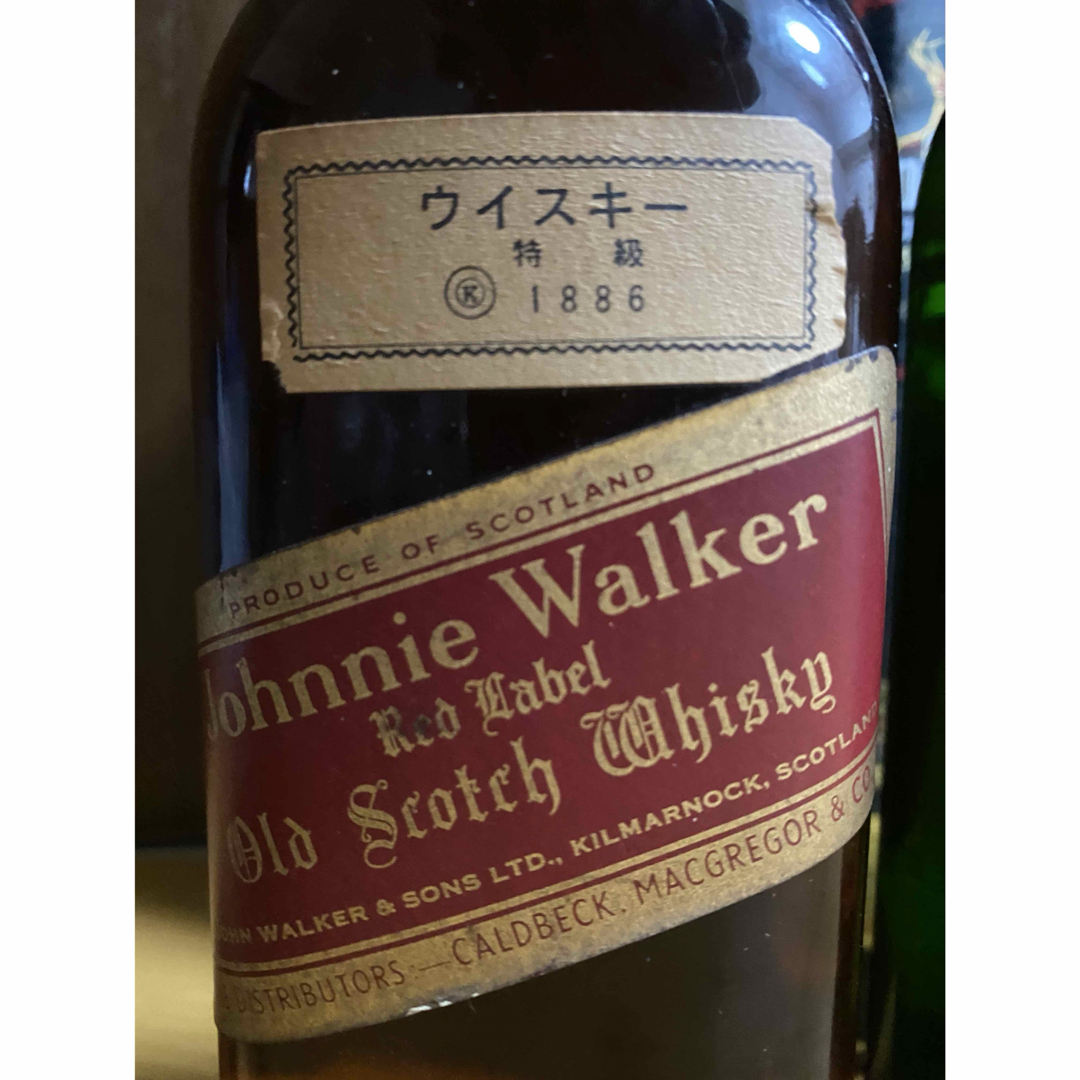 ウイスキー
特級
Ⓚ 1886
PRODUCE OF SCOTLAND
Johnnie Walker
Red Label
Old Scotch Whisky
JOHN WALKER & SONS LTD., KILMARNOCK, SCOTLAND
DISTRIBUTORS:—CALDBECK, MACGREGOR & CO